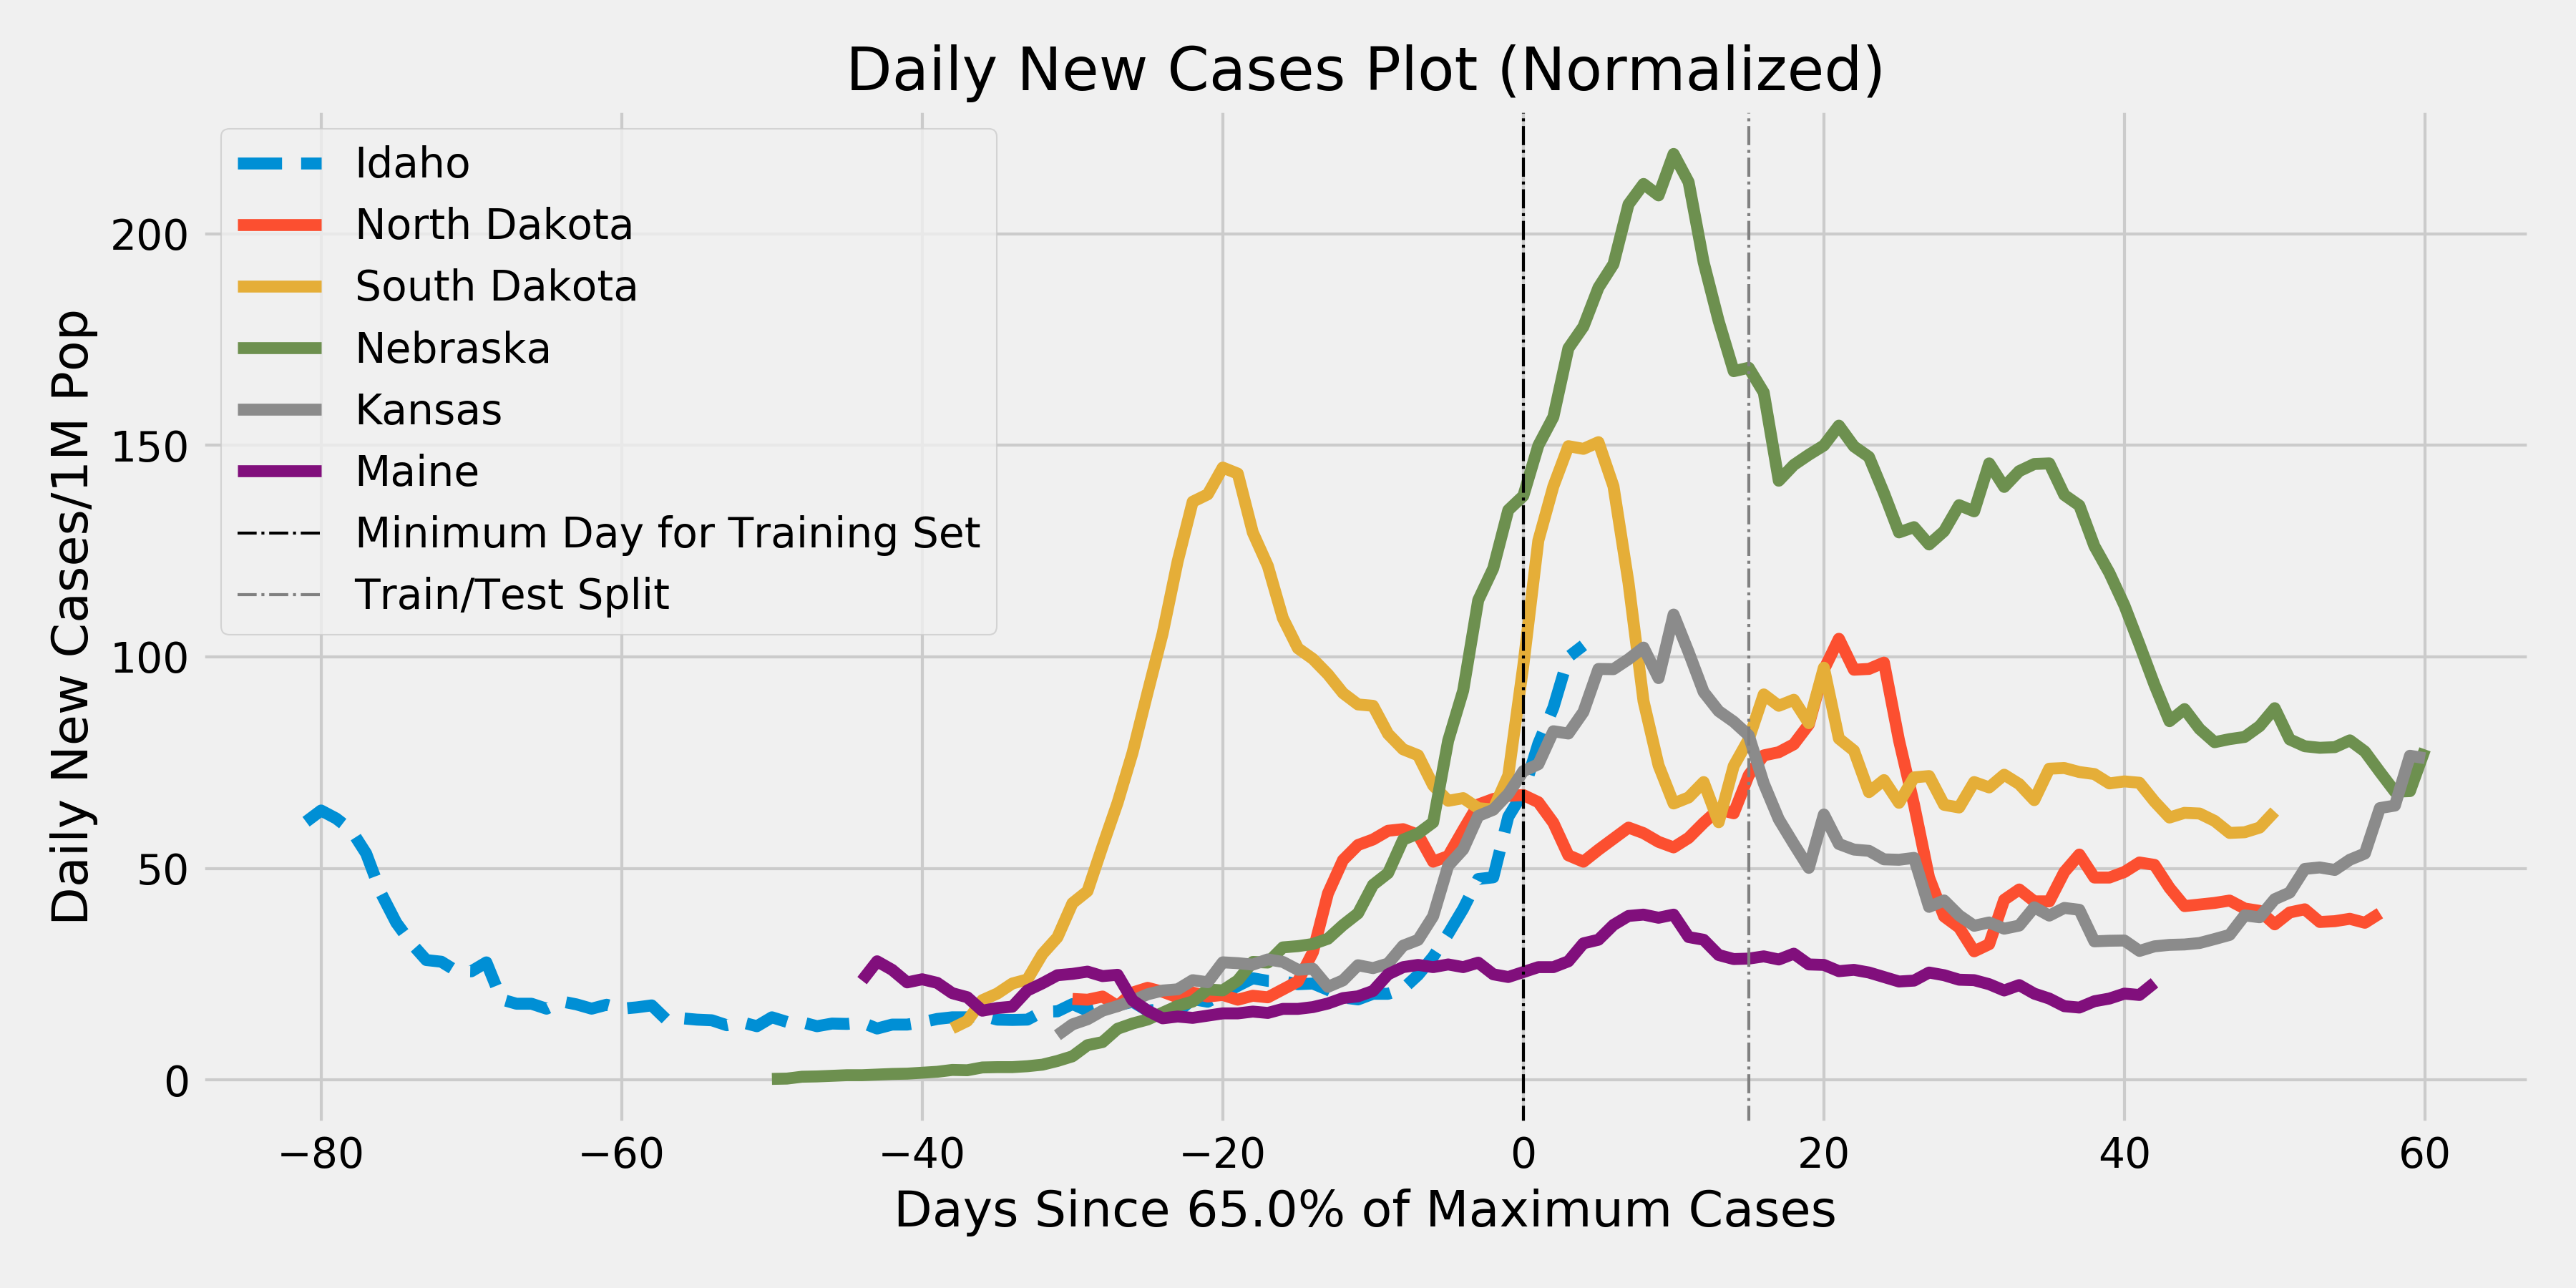 Daily New Cases Plot (Normalized)
Idaho
North Dakota
South Dakota
Nebraska
Kansas
Maine
Minimum Day for Training Set
Train/Test Split
Daily New Cases/1M Pop
200
150
100
50
0
−80 −60 −40 −20 0 20 40 60
Days Since 65.0% of Maximum Cases